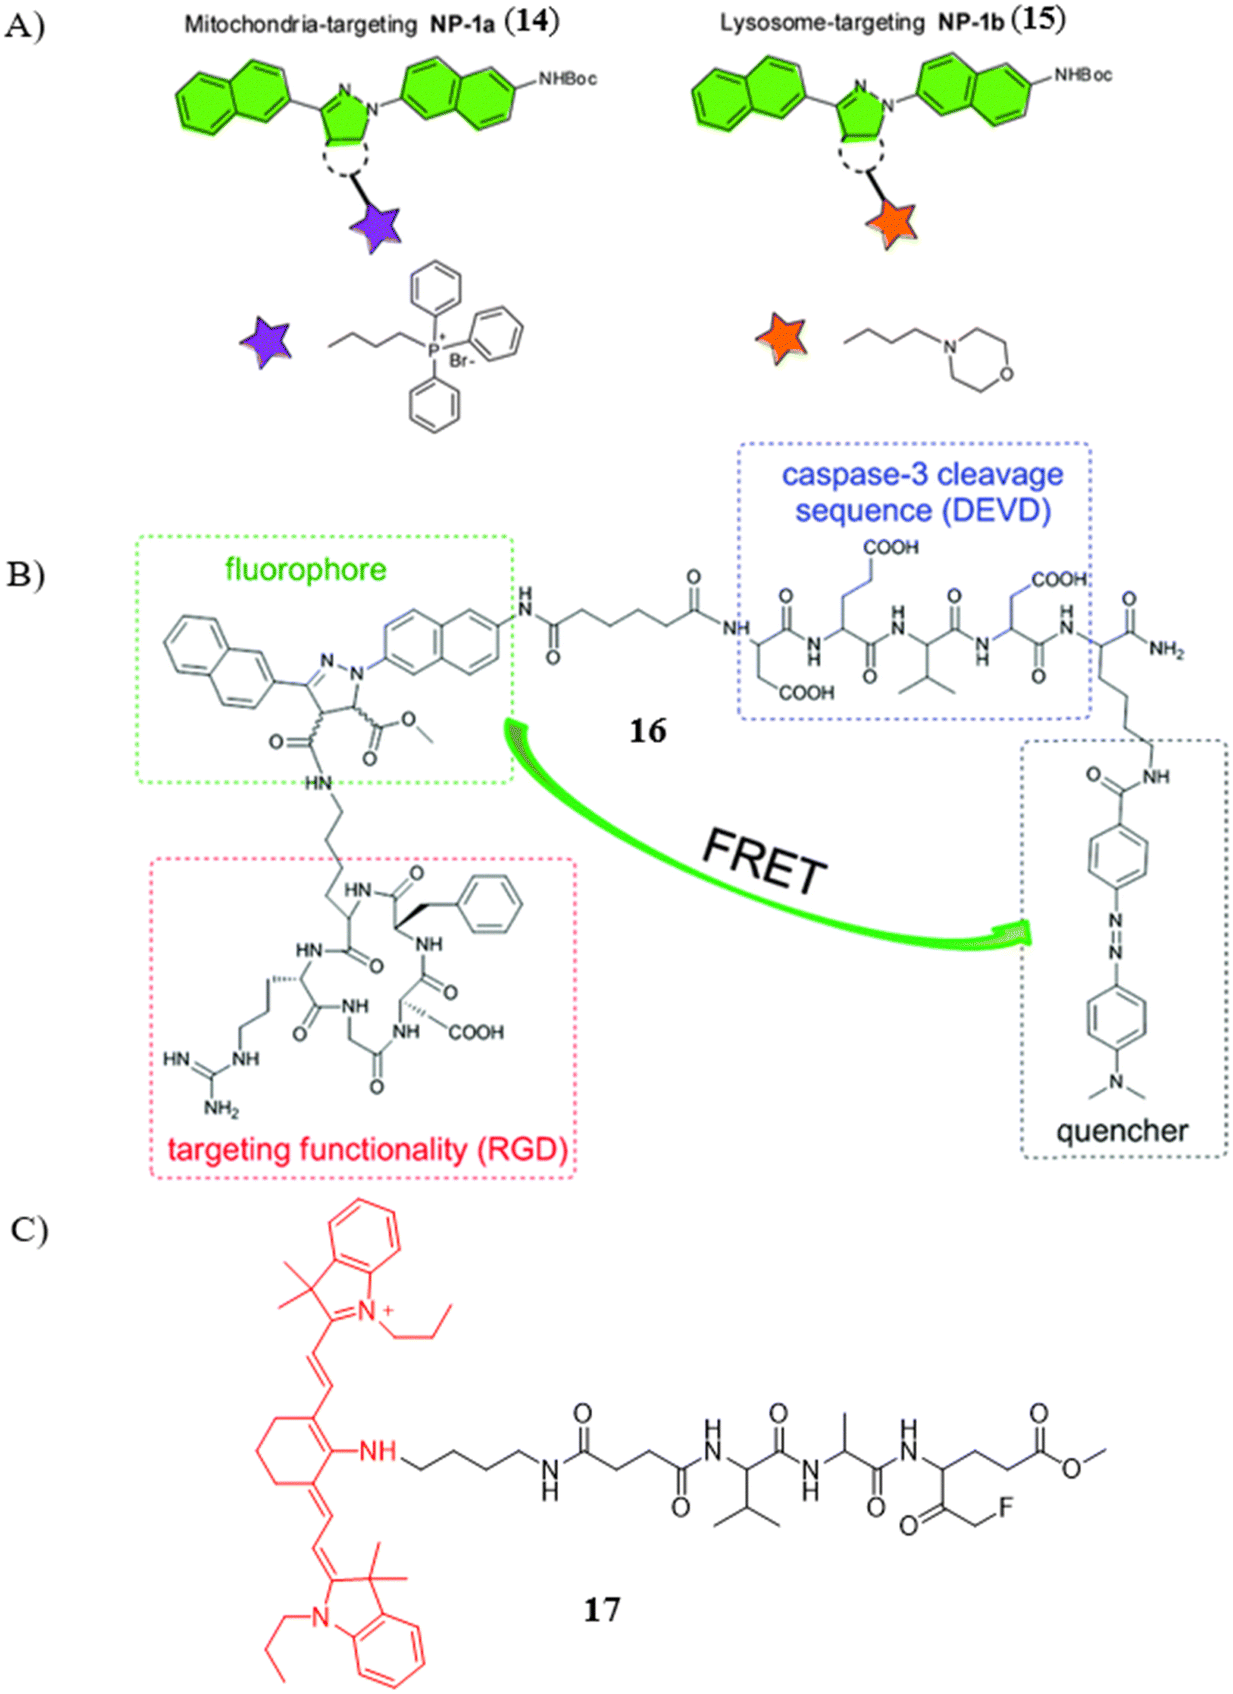 A)
Mitochondria-targeting NP-1a (14)
Lysosome-targeting NP-1b (15)
N
N
NHBoc
N
N
NHBoc
P
+
Br-
N
O
B)
fluorophore
caspase-3 cleavage
sequence (DEVD)
COOH
COOH
H
N
O
O
NH
O
N
H
O
H
N
O
N
H
O
H
N
O
NH2
COOH
N
N
O
O
O
O
HN
16
FRET
O
NH
N
N
N
quencher
HN
O
HN
O
NH
O
NH
O
HN
O
COOH
O
HN
NH
NH2
targeting functionality (RGD)
C)
N
+
NH
N
H
O
O
H
N
O
N
H
O
H
N
O
F
O
O
N
17